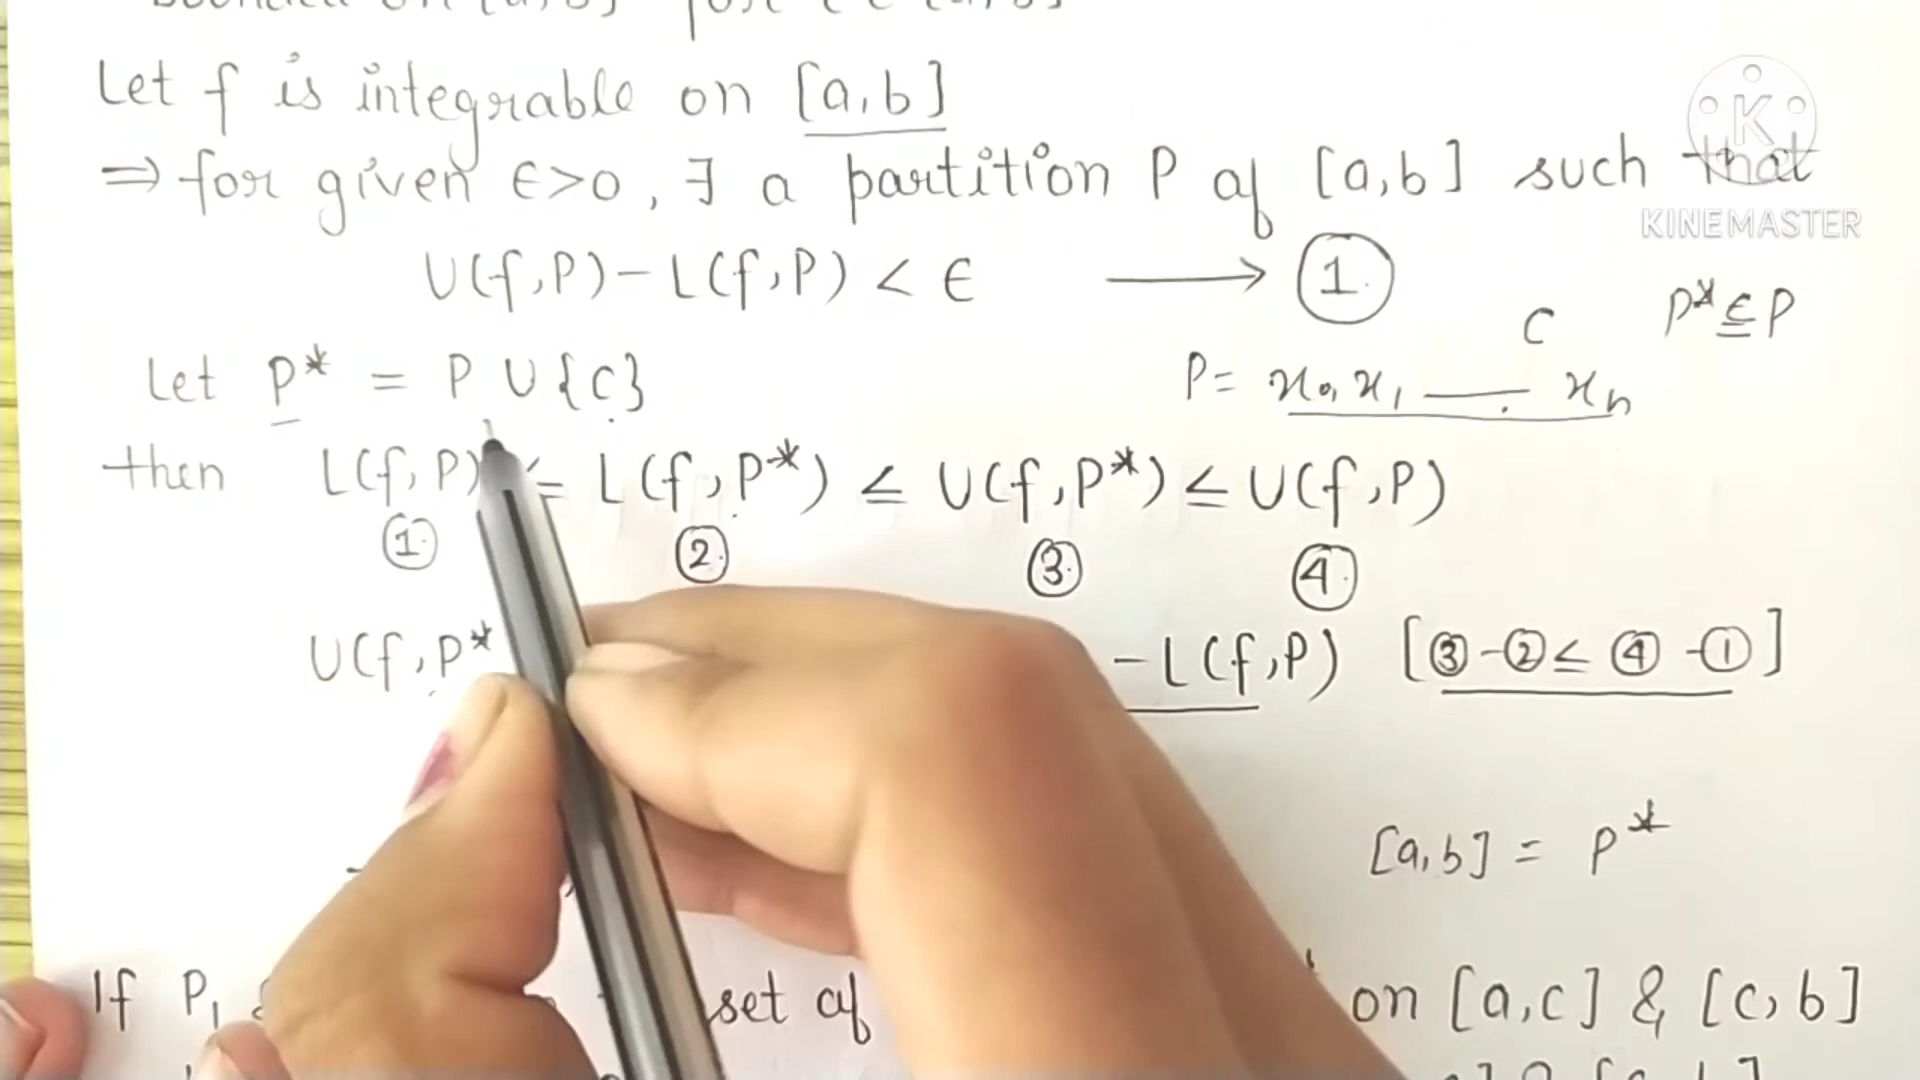 Let f is integrable on [a,b]
⇒ for given ϵ>0, ∃ a partition P of [a,b] such that
KINEMASTER
U(f,P)-L(f,P) < ϵ ⟶ ①
C P* ⊆ P
Let P* = P ∪ {c}
P = x₀, x₁ — . xₙ
then L(f,P) ≤ L(f,P*) ≤ U(f,P*) ≤ U(f,P)
① ② ③ ④
U(f,P* -L(f,P) [③-②≤ ④-①]
[a,b] = P*
If P₁ set of on [a,c] & [c,b]